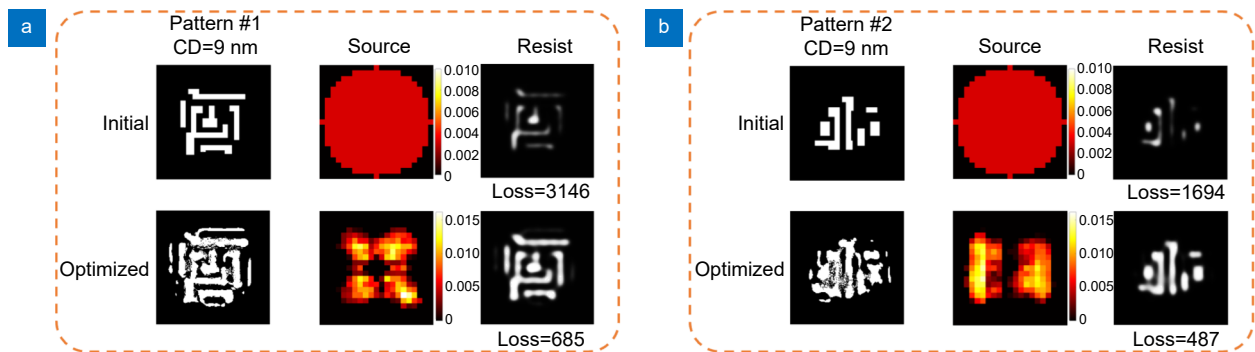 a
Pattern #1
CD=9 nm
Source
Resist
Initial
0.010
0.008
0.006
0.004
0.002
0
Loss=3146
Optimized
0.015
0.010
0.005
0
Loss=685
b
Pattern #2
CD=9 nm
Source
Resist
Initial
0.010
0.008
0.006
0.004
0.002
0
Loss=1694
Optimized
0.015
0.010
0.005
0
Loss=487